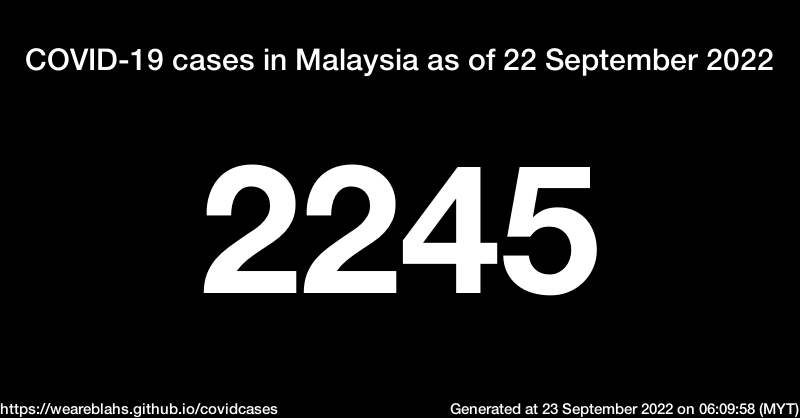 COVID-19 cases in Malaysia as of 22 September 2022
2245
https://weareblahs.github.io/covidcases
Generated at 23 September 2022 on 06:09:58 (MYT)